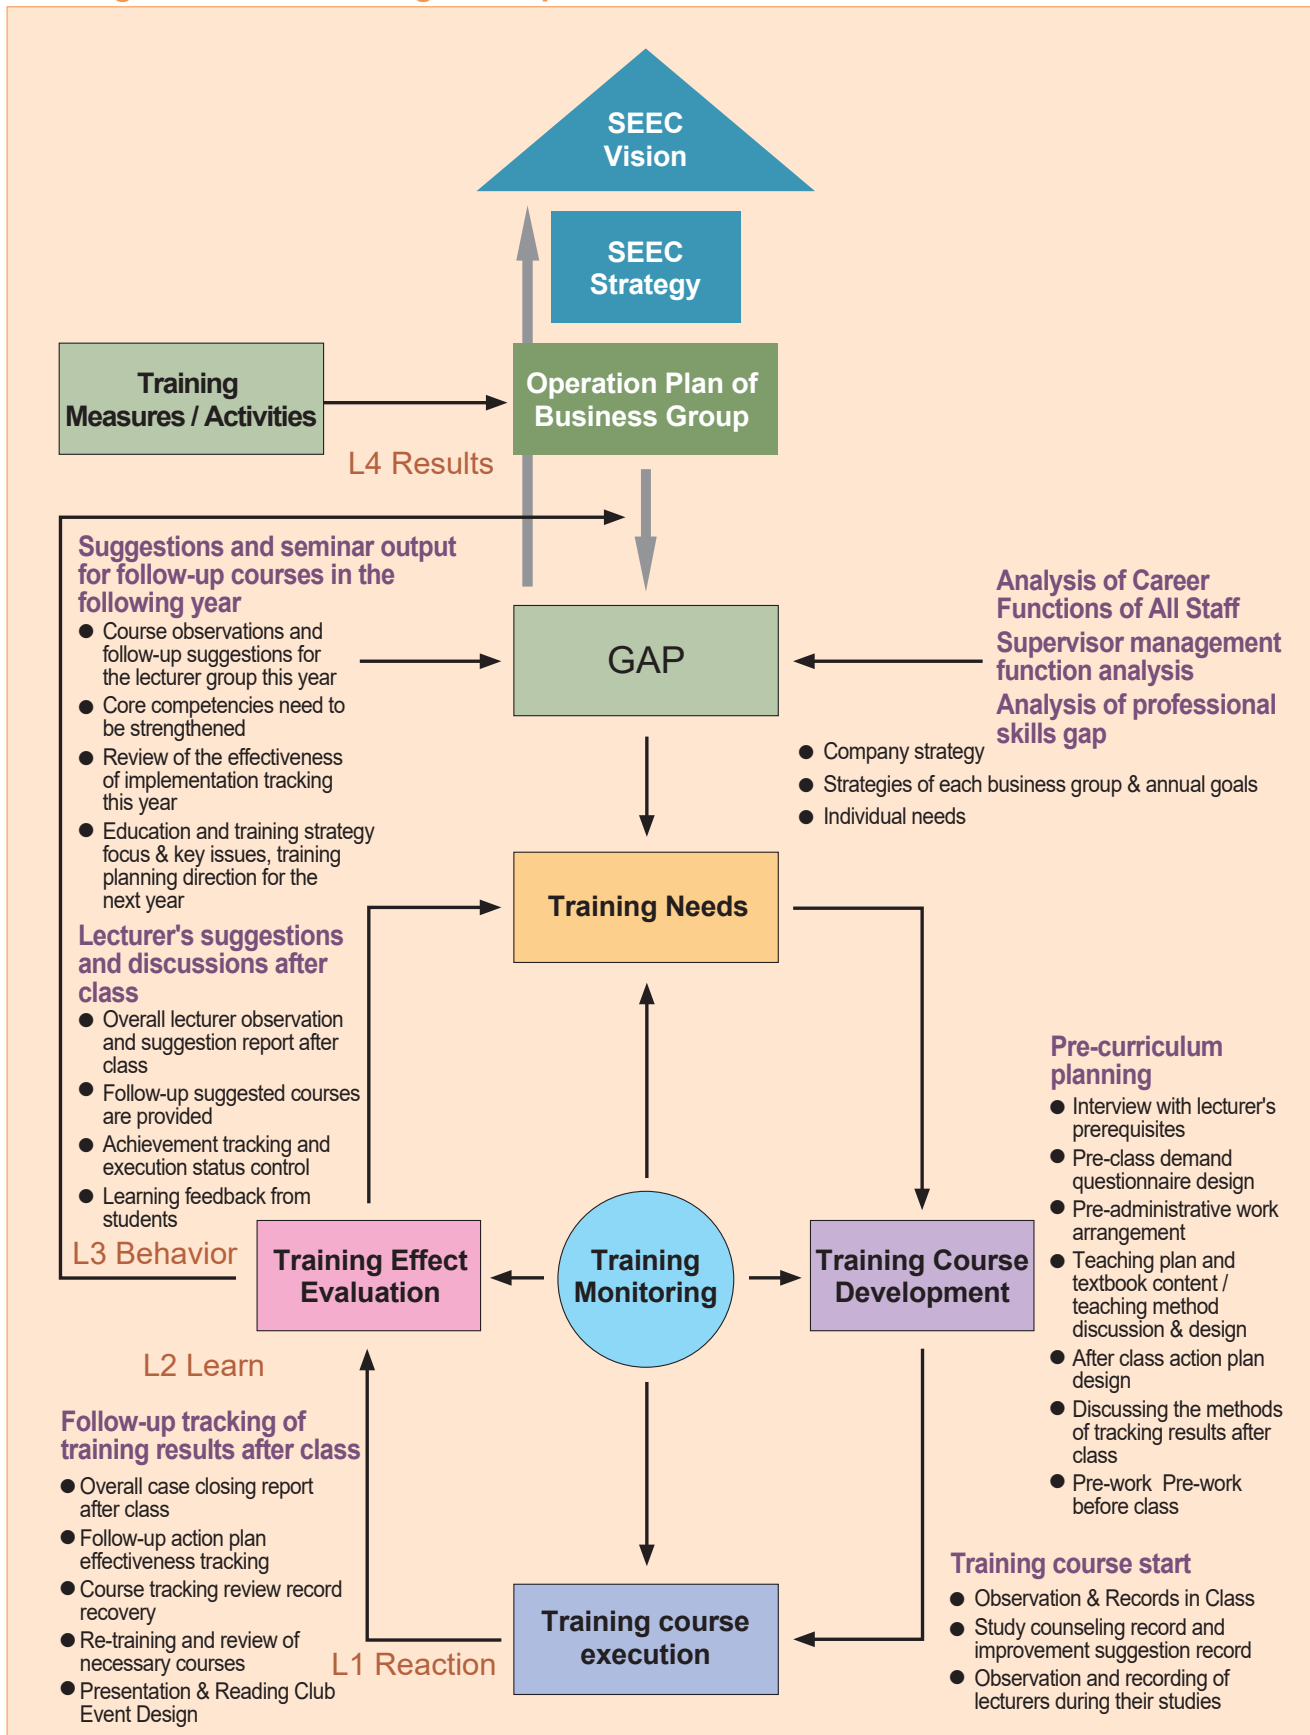 SEEC
Vision
SEEC
Strategy
Training
Measures / Activities
Operation Plan of
Business Group
L4 Results
Suggestions and seminar output
for follow-up courses in the
following year
Course observations and
follow-up suggestions for
the lecturer group this year
Core competencies need to
be strengthened
Review of the effectiveness
of implementation tracking
this year
Education and training strategy
focus & key issues, training
planning direction for the
next year
GAP
Analysis of Career
Functions of All Staff
Supervisor management
function analysis
Analysis of professional
skills gap
Company strategy
Strategies of each business group & annual goals
Individual needs
Training Needs
Lecturer's suggestions
and discussions after
class
Overall lecturer observation
and suggestion report after
class
Follow-up suggested courses
are provided
Achievement tracking and
execution status control
Learning feedback from
students
L3 Behavior
Training Effect
Evaluation
Training
Monitoring
Training Course
Development
Pre-curriculum
planning
Interview with lecturer's
prerequisites
Pre-class demand
questionnaire design
Pre-administrative work
arrangement
Teaching plan and
textbook content /
teaching method
discussion & design
After class action plan
design
Discussing the methods
of tracking results after
class
Pre-work  Pre-work
before class
L2 Learn
Follow-up tracking of
training results after class
Overall case closing report
after class
Follow-up action plan
effectiveness tracking
Course tracking review record
recovery
Re-training and review of
necessary courses
Presentation & Reading Club
Event Design
L1 Reaction
Training course
execution
Training course start
Observation & Records in Class
Study counseling record and
improvement suggestion record
Observation and recording of
lecturers during their studies